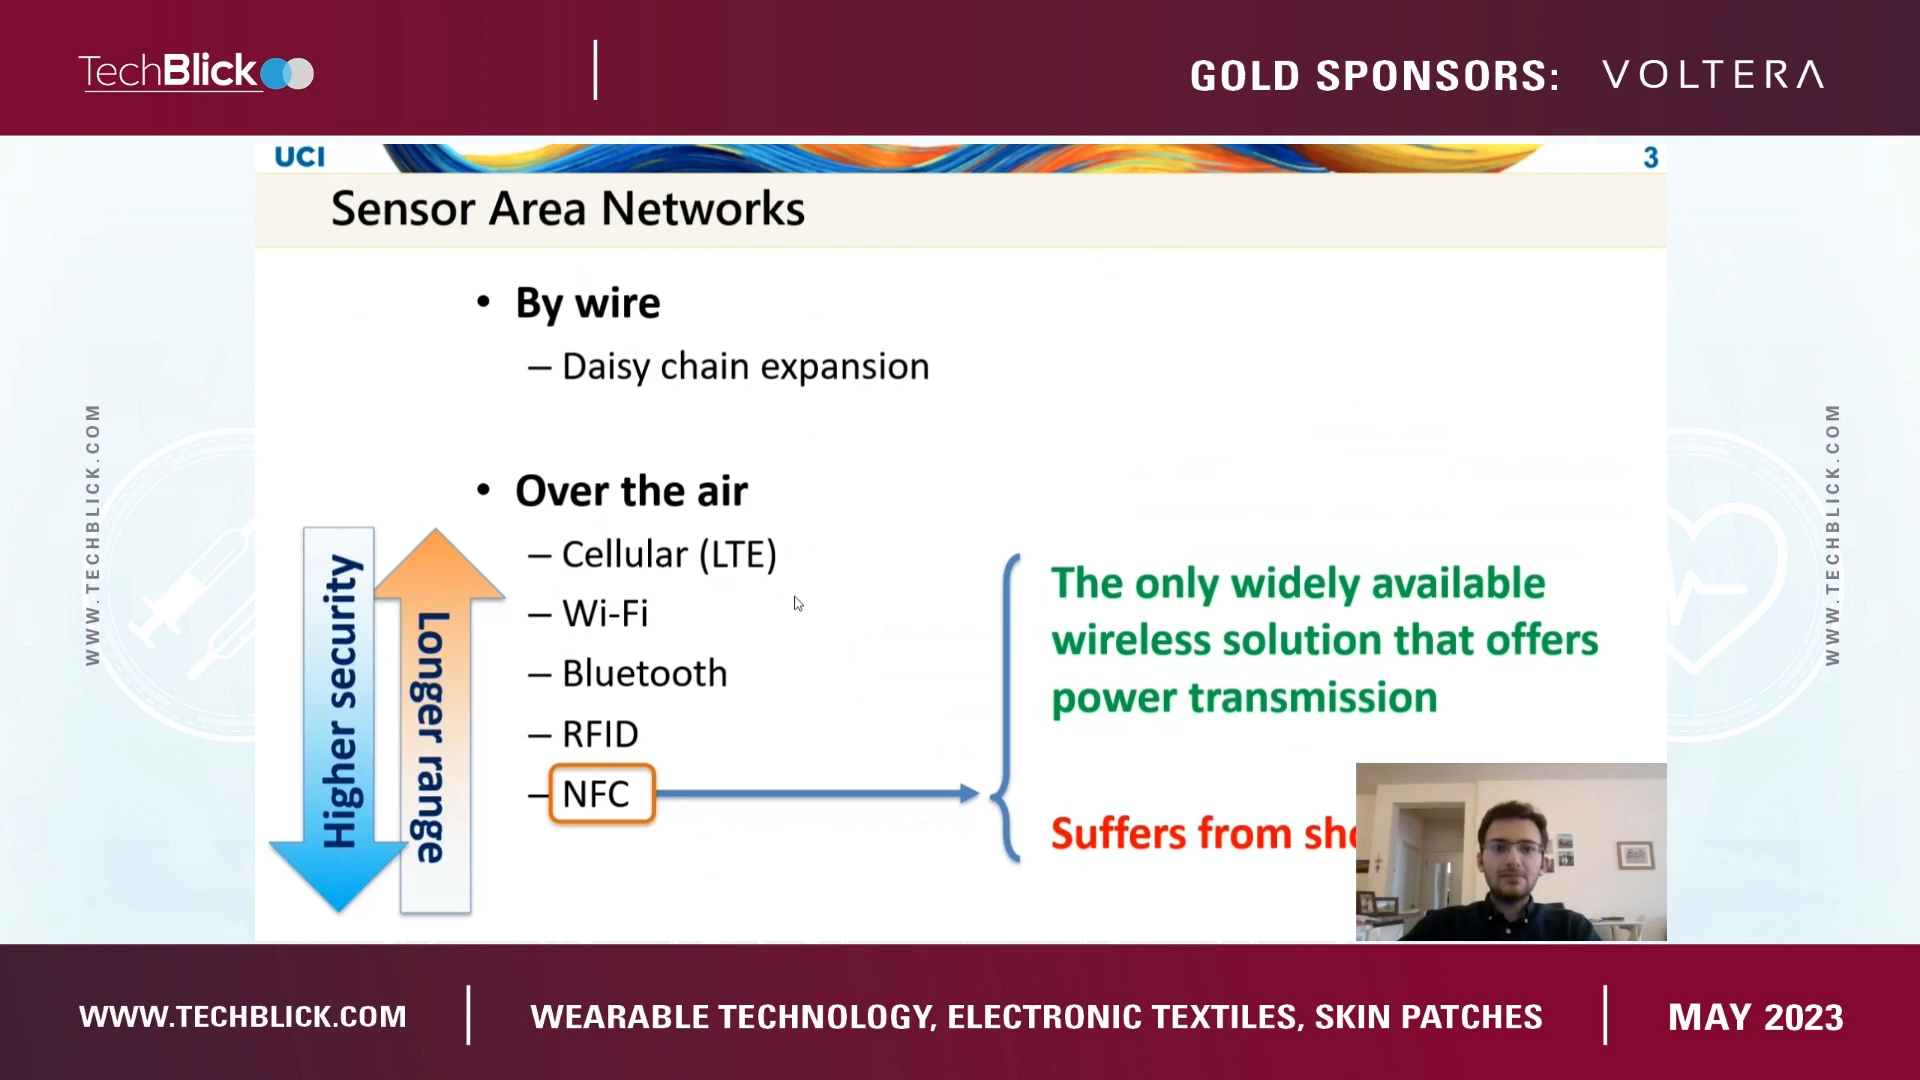 TechBlick
GOLD SPONSORS: VOLTERA
UCI
3
Sensor Area Networks
• By wire
– Daisy chain expansion
• Over the air
– Cellular (LTE)
– Wi-Fi
– Bluetooth
– RFID
– NFC
Higher security
Longer range
The only widely available
wireless solution that offers
power transmission
Suffers from
WWW.TECHBLICK.COM
WWW.TECHBLICK.COM
WWW.TECHBLICK.COM
WEARABLE TECHNOLOGY, ELECTRONIC TEXTILES, SKIN PATCHES
MAY 2023